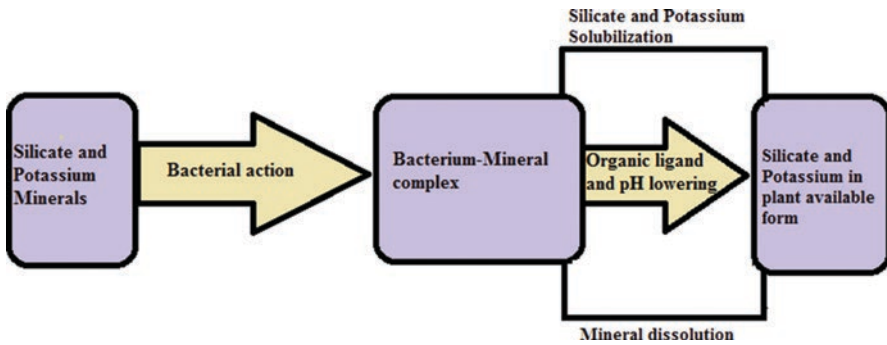 Silicate and Potassium
Solubilization
Silicate and
Potassium
Minerals
Bacterial action
Bacterium-Mineral
complex
Organic ligand
and pH lowering
Silicate and
Potassium in
plant available
form
Mineral dissolution